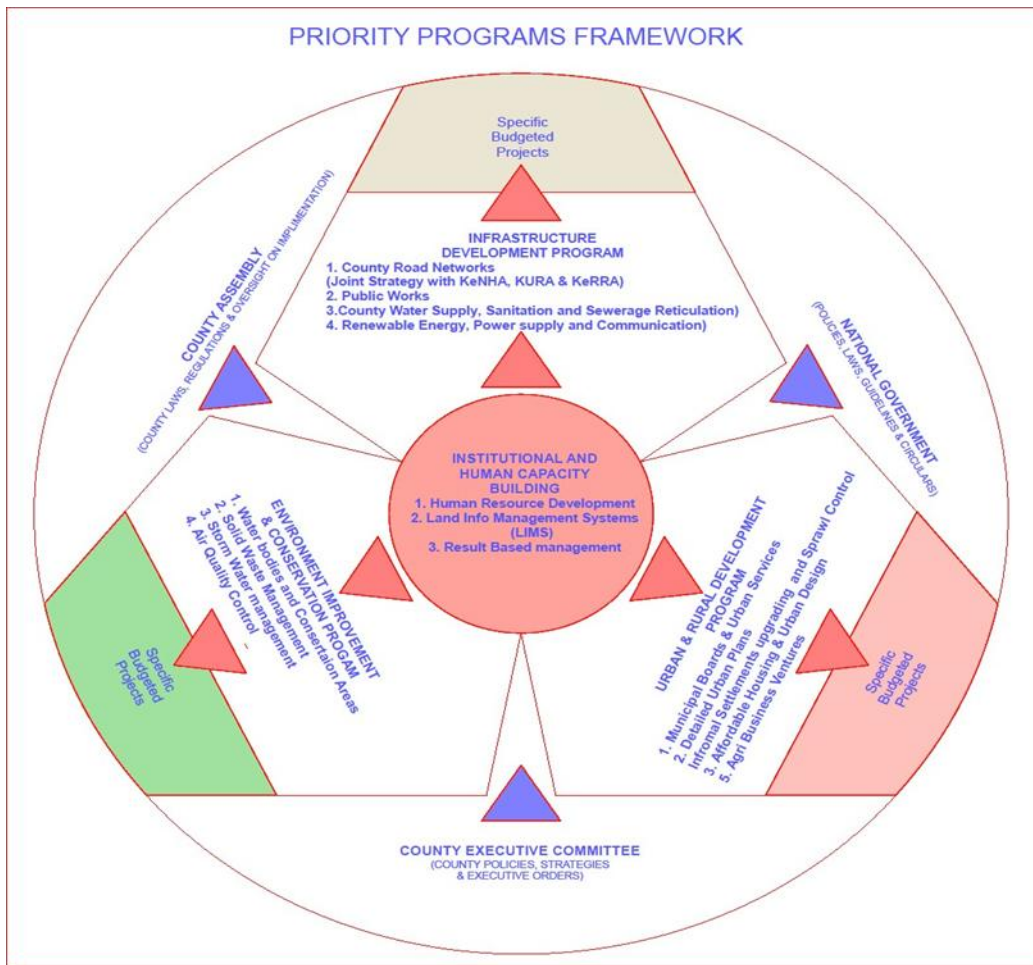 PRIORITY PROGRAMS FRAMEWORK
Specific
Budgeted
Projects
INFRASTRUCTURE
DEVELOPMENT PROGRAM
1. County Road Networks
(Joint Strategy with KeNHA, KURA & KeRRA)
2. Public Works
3.County Water Supply, Sanitation and Sewerage Reticulation)
4. Renewable Energy, Power supply and Communication)
COUNTY ASSEMBLY
(COUNTY LAWS, REGULATIONS & OVERSIGHT ON IMPLIMENTATION)
NATIONAL GOVERNMENT
(POLICIES, LAWS, GUIDELINES & CIRCULARS)
INSTITUTIONAL AND
HUMAN CAPACITY
BUILDING
1. Human Resource Development
2. Land Info Management Systems
(LIMS)
3. Result Based management
ENVIRONMENT IMPROVEMENT
& CONSERVATION PROGAM
1. Water bodies and Consertaion Areas
2. Solid Waste Management
3. Storm Water management
4. Air Quality Control
Specific
Budgeted
Projects
URBAN & RURAL DEVELOPMENT
PROGRAM
1. Municipal Boards & Urban Services
2. Detailed Urban Plans
Infromal Settlements upgrading and Sprawi Control
3. Affordable Housing & Urban Design
5. Agri Business Ventures
Specific
Budgeted
Projects
COUNTY EXECUTIVE COMMITTEE
(COUNTY POLICIES, STRATEGIES
& EXECUTIVE ORDERS)